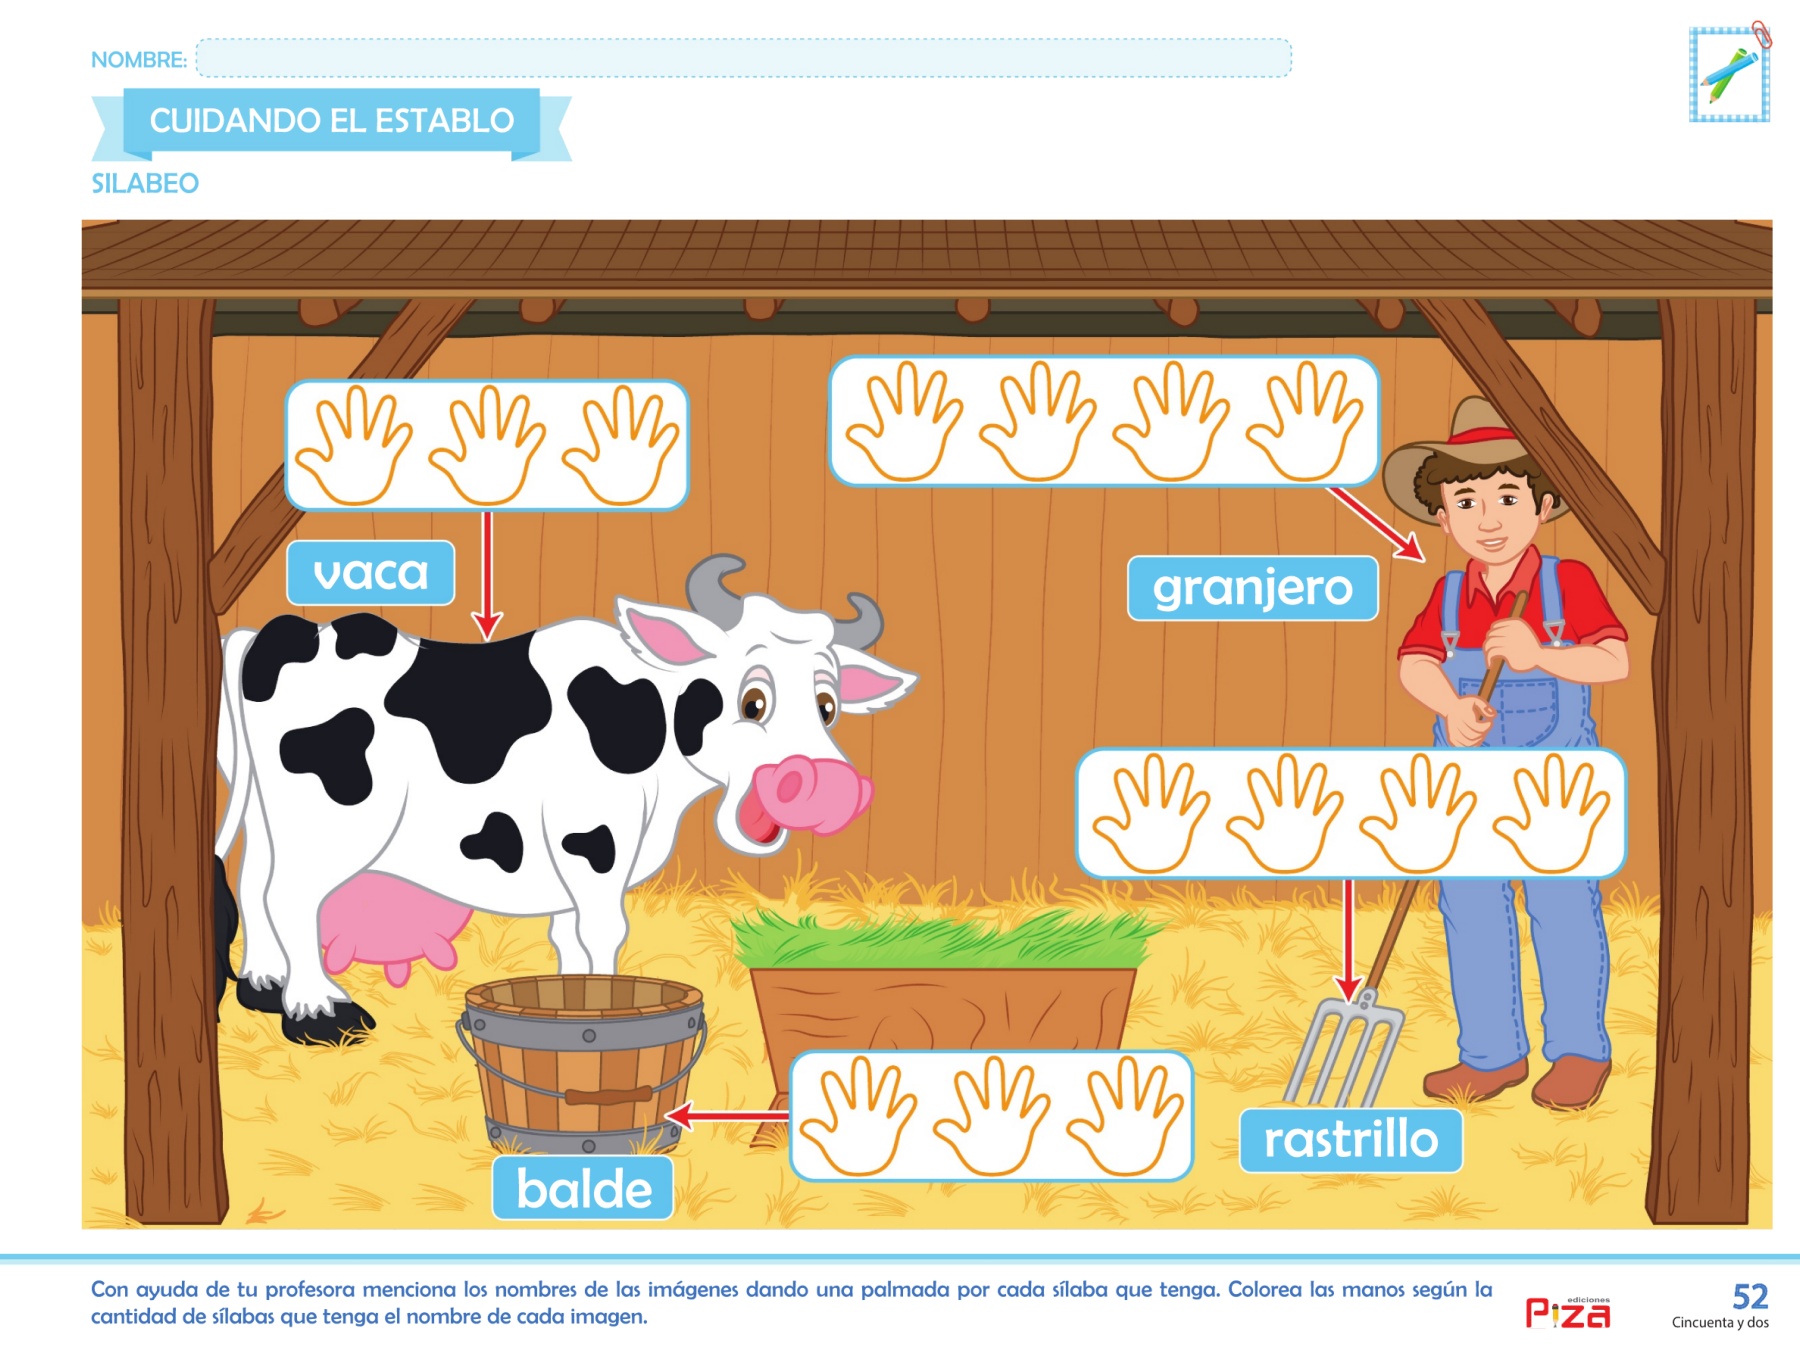 NOMBRE:
CUIDANDO EL ESTABLO
SILABEO
vaca
granjero
rastrillo
balde
Con ayuda de tu profesora menciona los nombres de las imágenes dando una palmada por cada sílaba que tenga. Colorea las manos según la
cantidad de sílabas que tenga el nombre de cada imagen.
ediciones
Piza
52
Cincuenta y dos